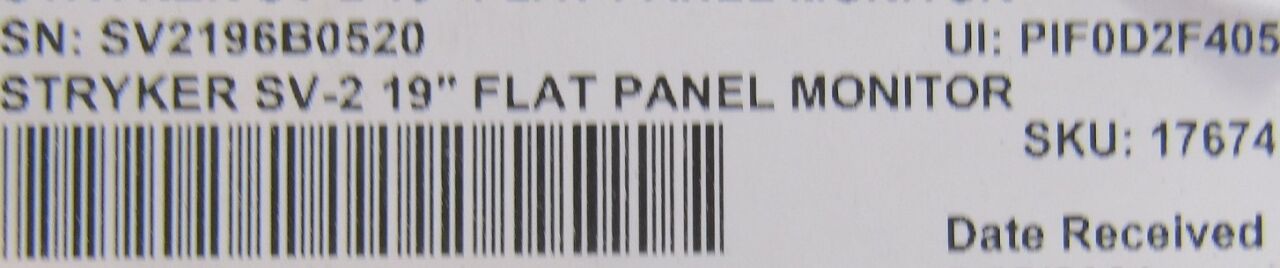 SN: SV2196B0520 UI: PIF0D2F405
STRYKER SV-2 19" FLAT PANEL MONITOR
SKU: 17674
Date Received